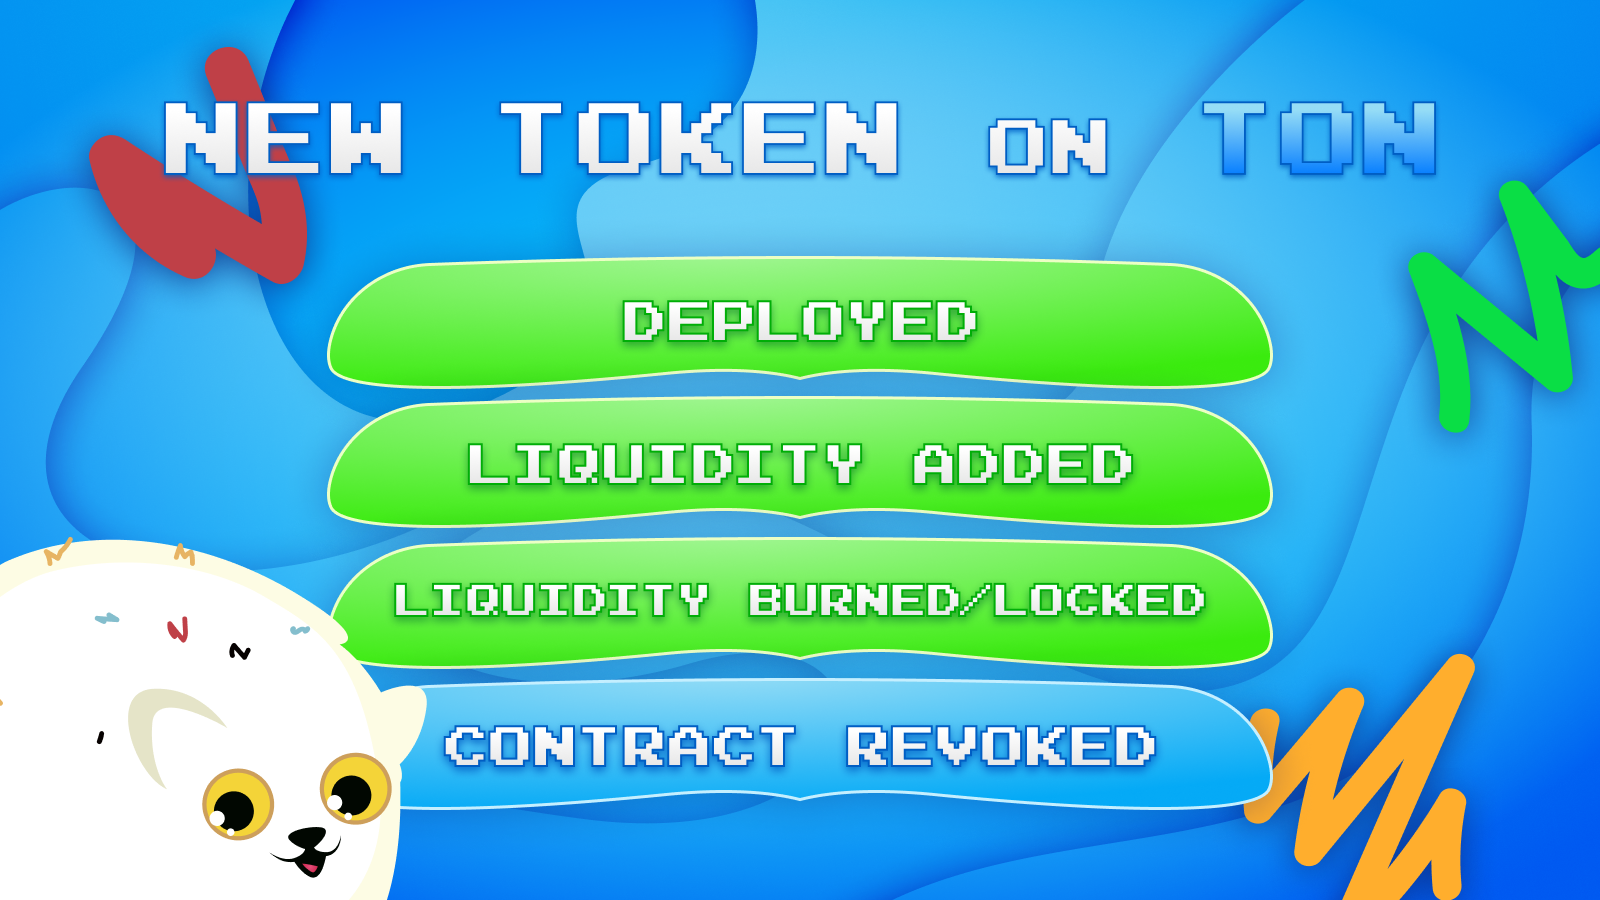 NEW TOKEN ON TON
DEPLOYED
LIQUIDITY ADDED
LIQUIDITY BURNED/LOCKED
CONTRACT REVOKED